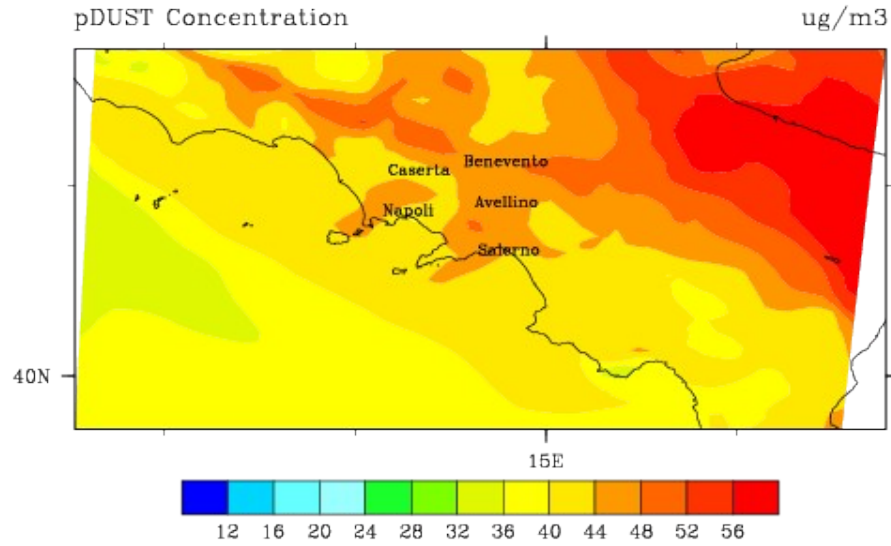 pDUST Concentration ug/m3
Benevento
Caserta
Avellino
Napoli
Salerno
40N
15E
12 16 20 24 28 32 36 40 44 48 52 56